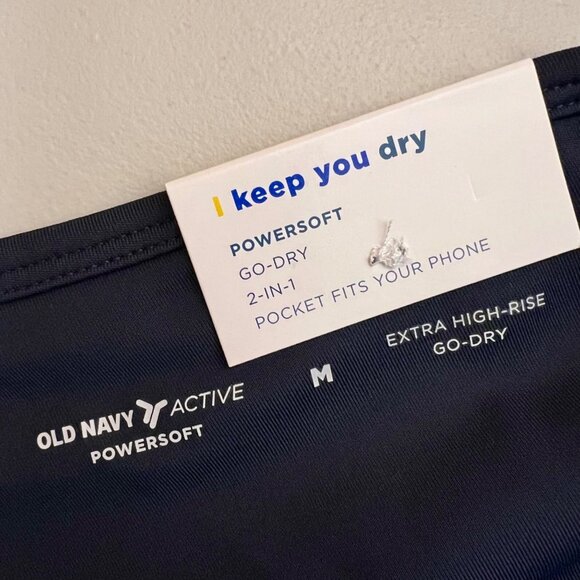 I keep you dry
POWERSOFT
GO-DRY
2-IN-1
POCKET FITS YOUR PHONE
OLD NAVY ACTIVE
POWERSOFT
M
EXTRA HIGH-RISE
GO-DRY